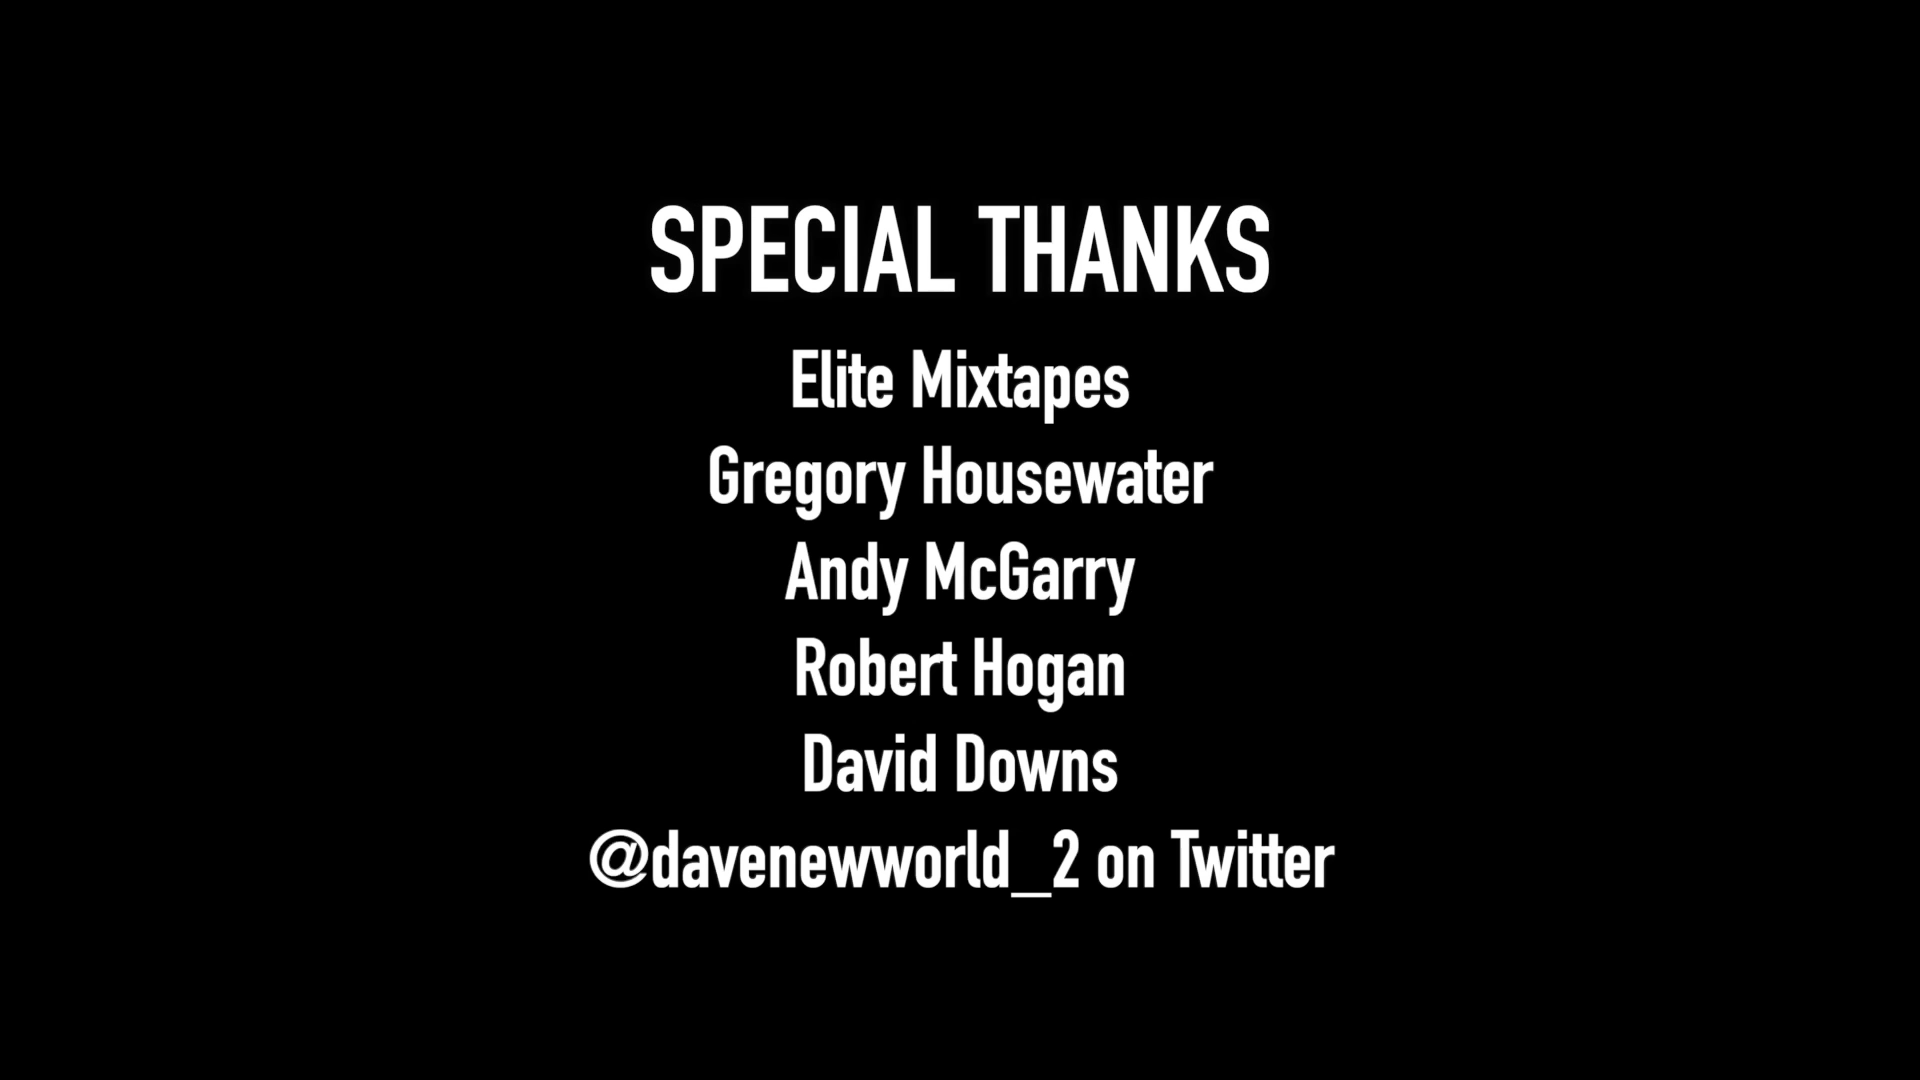 SPECIAL THANKS
Elite Mixtapes
Gregory Housewater
Andy McGarry
Robert Hogan
David Downs
@davenewworld_2 on Twitter